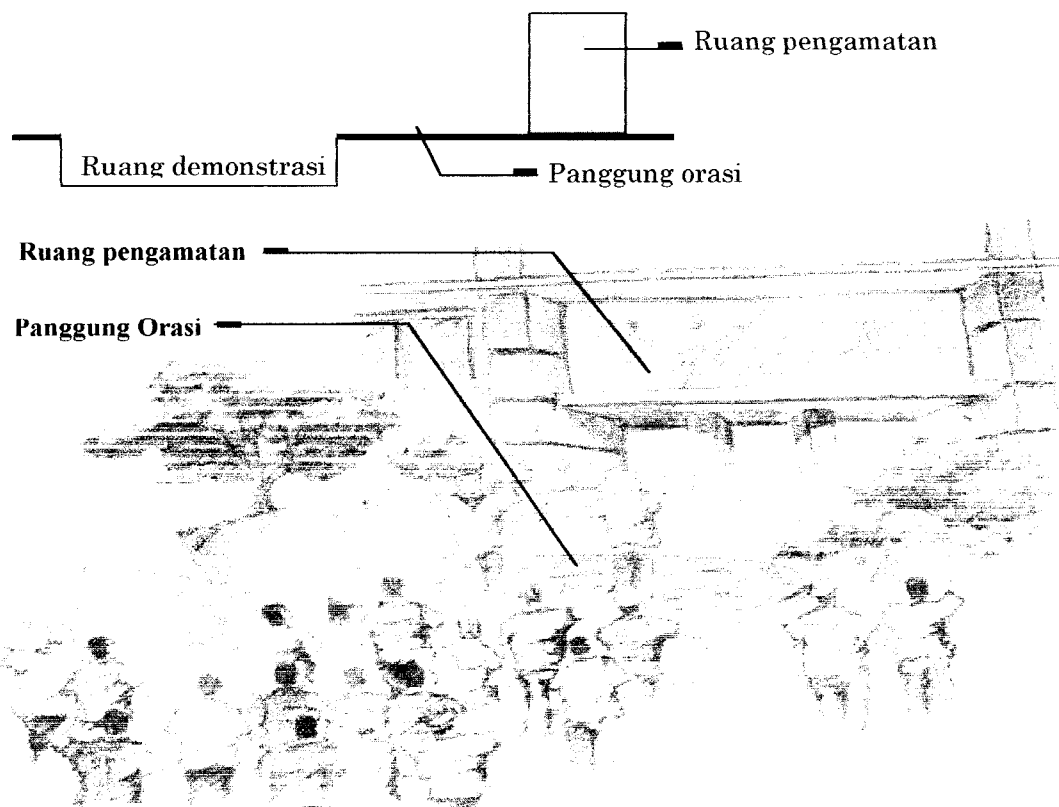 Ruang pengamatan
Ruang demonstrasi
Panggung orasi
Ruang pengamatan
Panggung Orasi